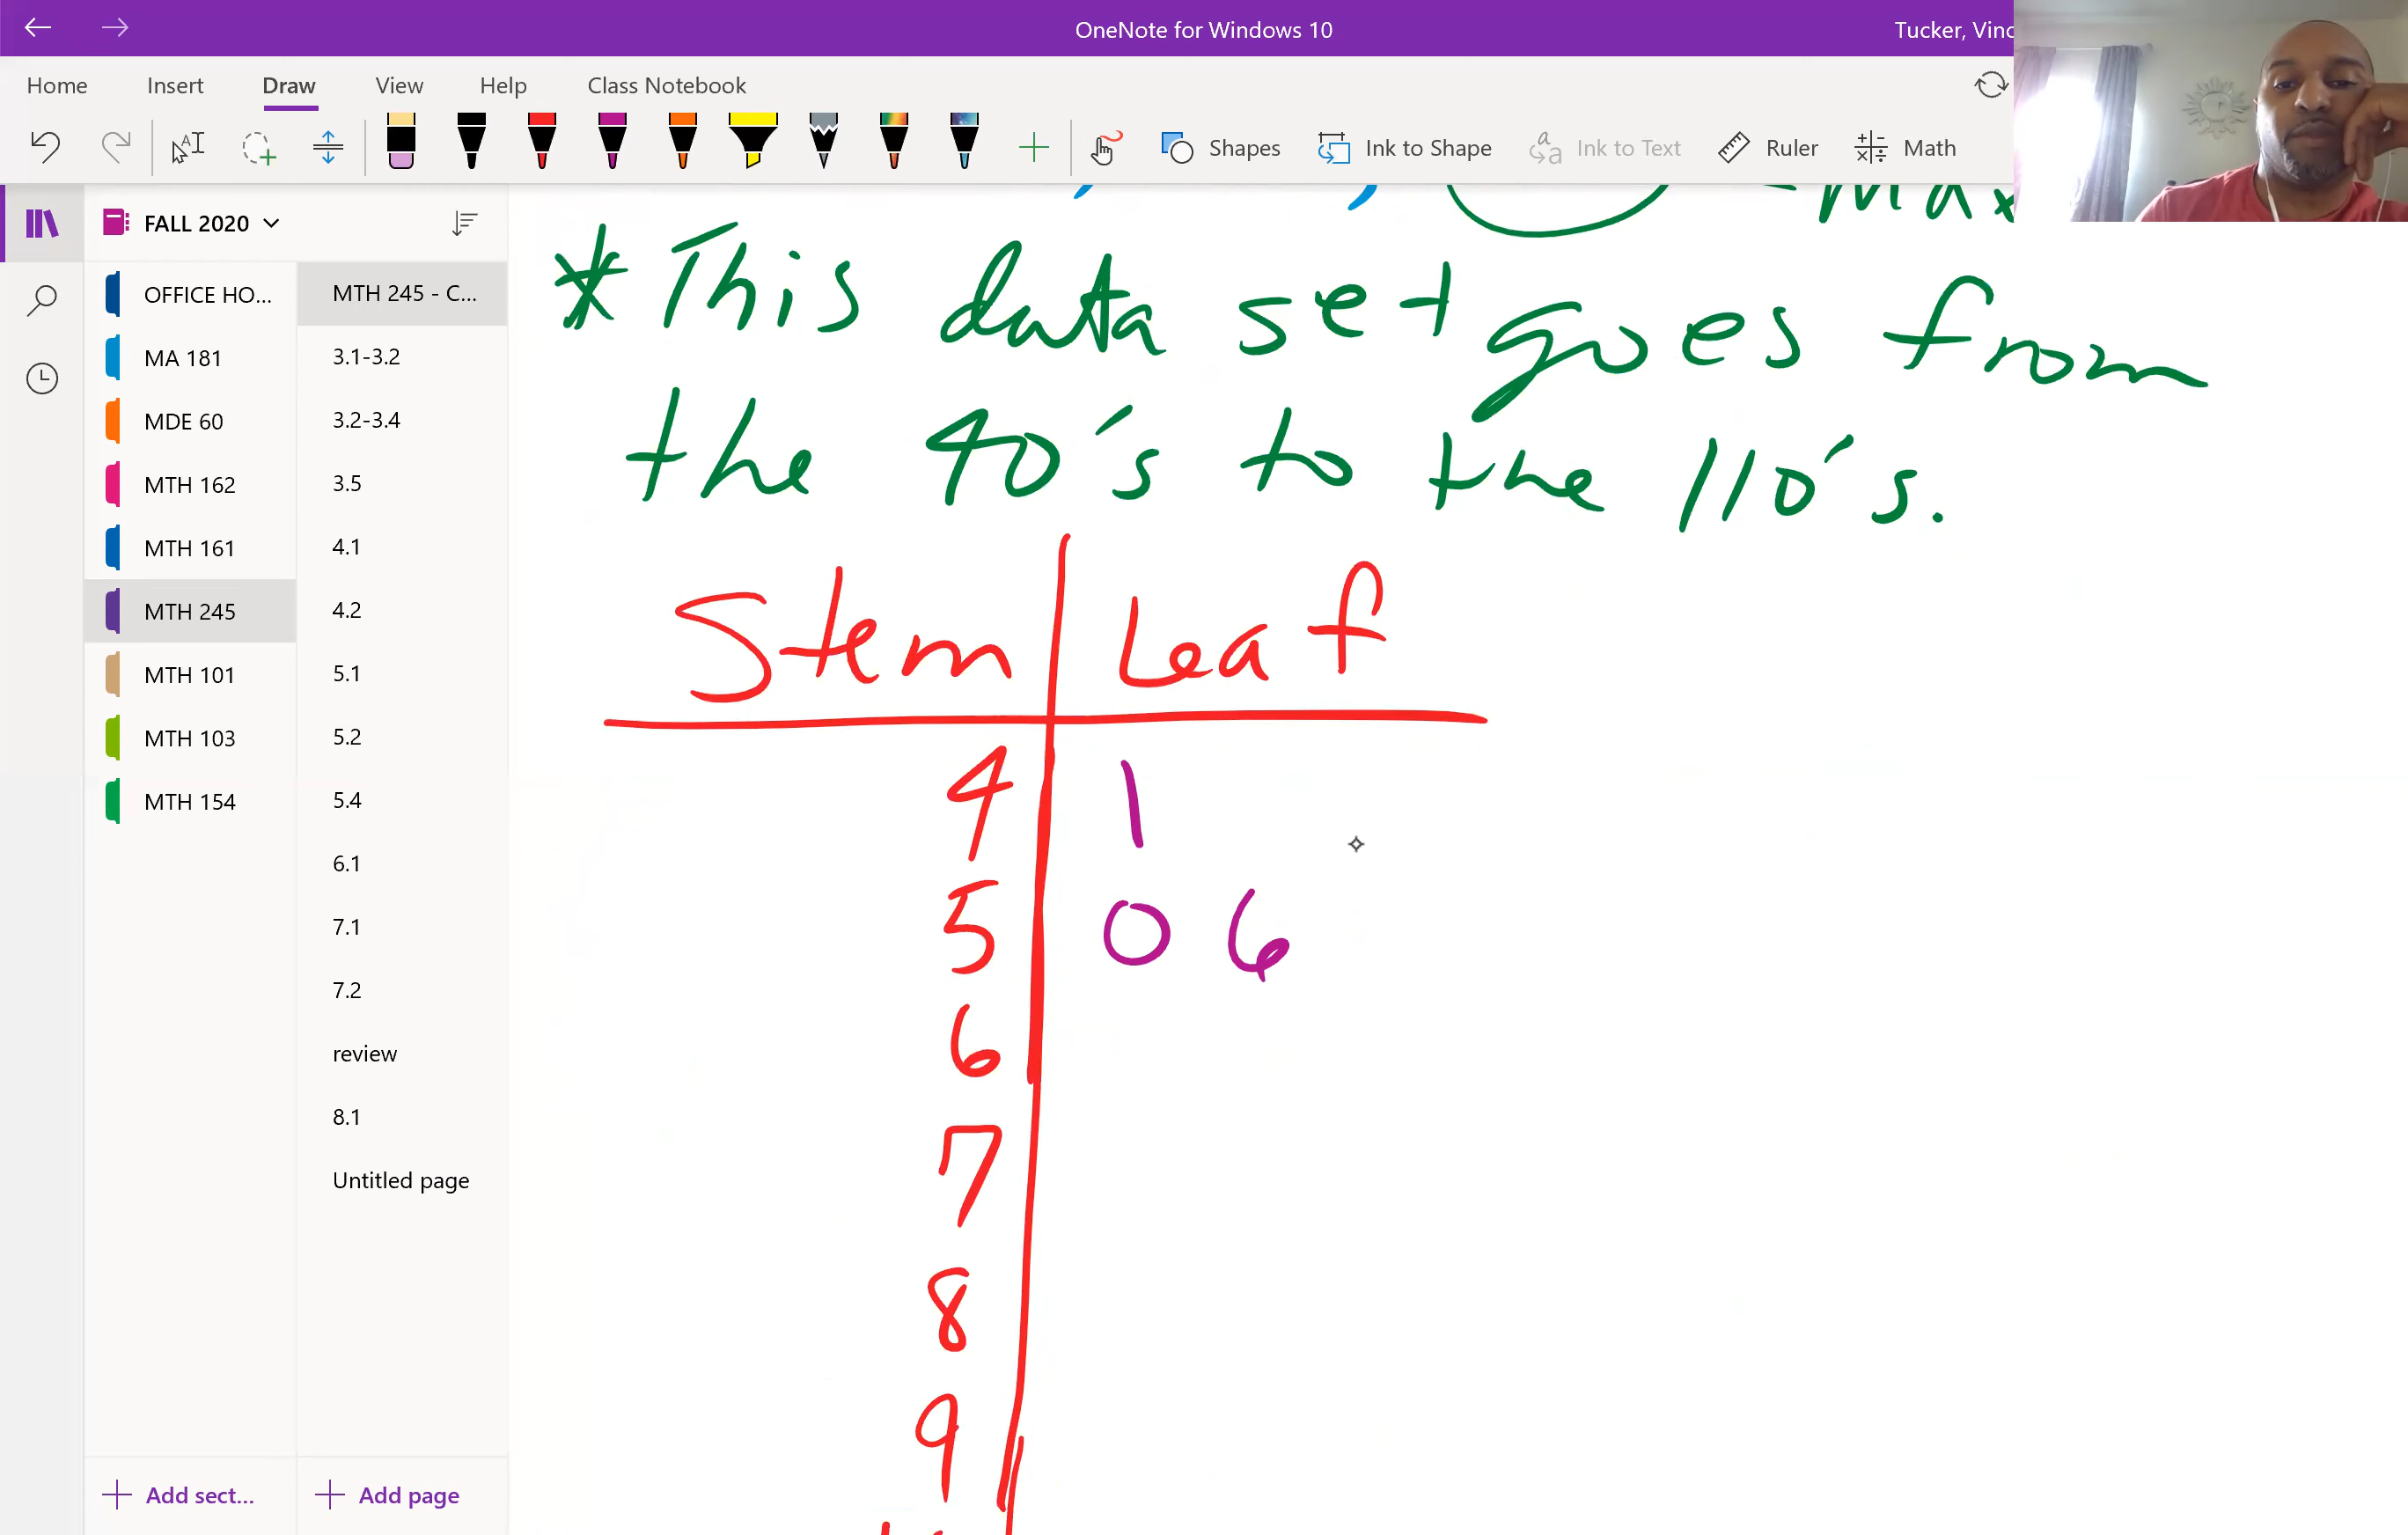 OneNote for Windows 10
Tucker, Vinc
Home Insert Draw View Help Class Notebook
Shapes Ink to Shape Ink to Text Ruler Math
FALL 2020
OFFICE HO...
MA 181
MDE 60
MTH 162
MTH 161
MTH 245
MTH 101
MTH 103
MTH 154
Add sect...
MTH 245 - C...
3.1-3.2
3.2-3.4
3.5
4.1
4.2
5.1
5.2
5.4
6.1
7.1
7.2
review
8.1
Untitled page
Add page
Max
*This data set goes from
the 40's to the 110's.
Stem Leaf
4 1
5 0 6
6
7
8
9